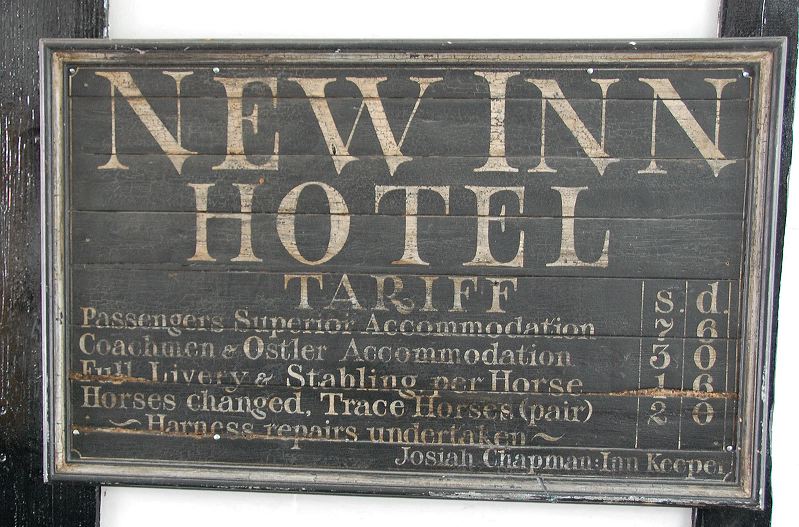 NEW INN
HOTEL
TARIFF s. d.
Passengers Superior Accommodation 7 6
Coachmen & Ostler Accommodation 3 0
Full Livery & Stabling per Horse 1 6
Horses changed, Trace Horses (pair) 2 0
~ Harness repairs undertaken ~
Josiah Chapman: Inn Keeper